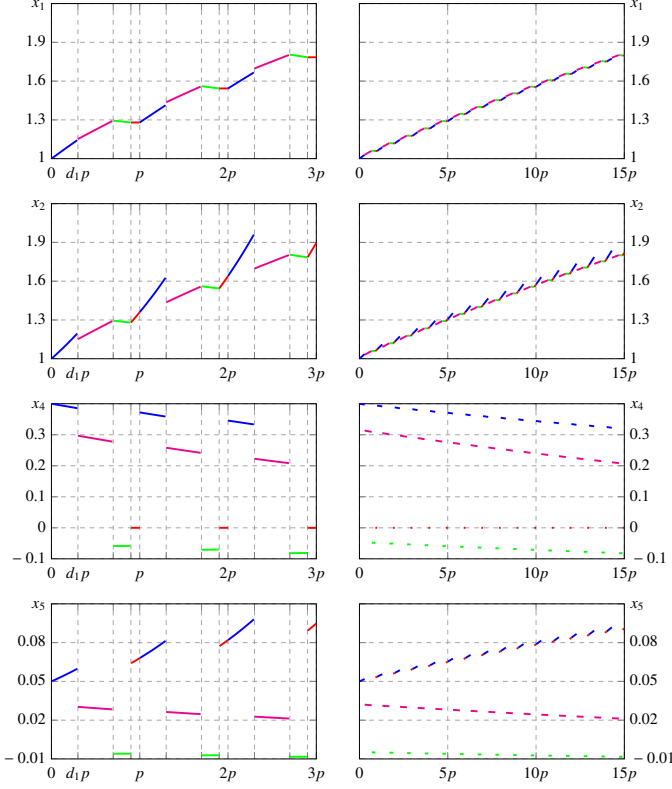 x₁ x₁
1.9 1.9
1.6 1.6
1.3 1.3
1 1
0 d₁p p 2p 3p 0 5p 10p 15p
x₂ x₂
1.9 1.9
1.6 1.6
1.3 1.3
1 1
0 d₁p p 2p 3p 0 5p 10p 15p
x₄ x₄
0.3 0.3
0.2 0.2
0.1 0.1
0 0
−0.1 −0.1
0 d₁p p 2p 3p 0 5p 10p 15p
x₅ x₅
0.08 0.08
0.05 0.05
0.02 0.02
−0.01 −0.01
0 d₁p p 2p 3p 0 5p 10p 15p